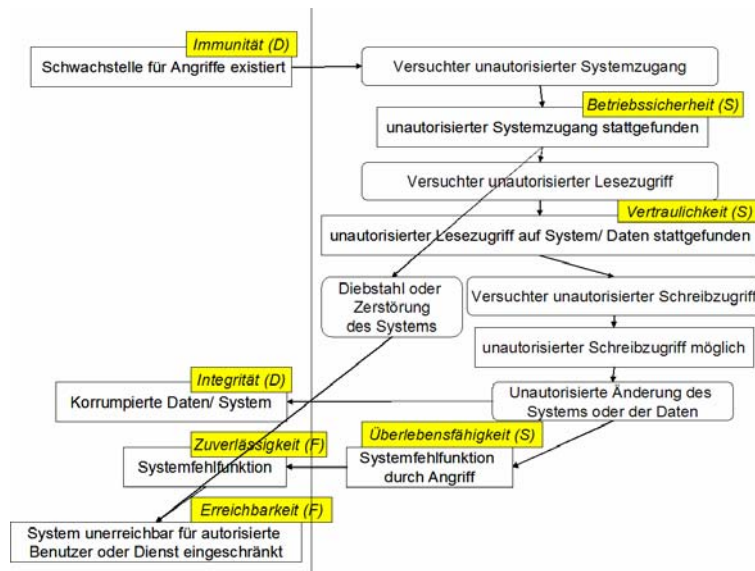 Immunität (D)
Schwachstelle für Angriffe existiert
Versuchter unautorisierter Systemzugang
Betriebssicherheit (S)
unautorisierter Systemzugang stattgefunden
Versuchter unautorisierter Lesezugriff
Vertraulichkeit (S)
unautorisierter Lesezugriff auf System/ Daten stattgefunden
Diebstahl oder
Zerstörung
des Systems
Versuchter unautorisierter Schreibzugriff
unautorisierter Schreibzugriff möglich
Integrität (D)
Korrumpierte Daten/ System
Unautorisierte Änderung des
Systems oder der Daten
Zuverlässigkeit (F)
Systemfehlfunktion
Überlebensfähigkeit (S)
Systemfehlfunktion
durch Angriff
Erreichbarkeit (F)
System unerreichbar für autorisierte
Benutzer oder Dienst eingeschränkt